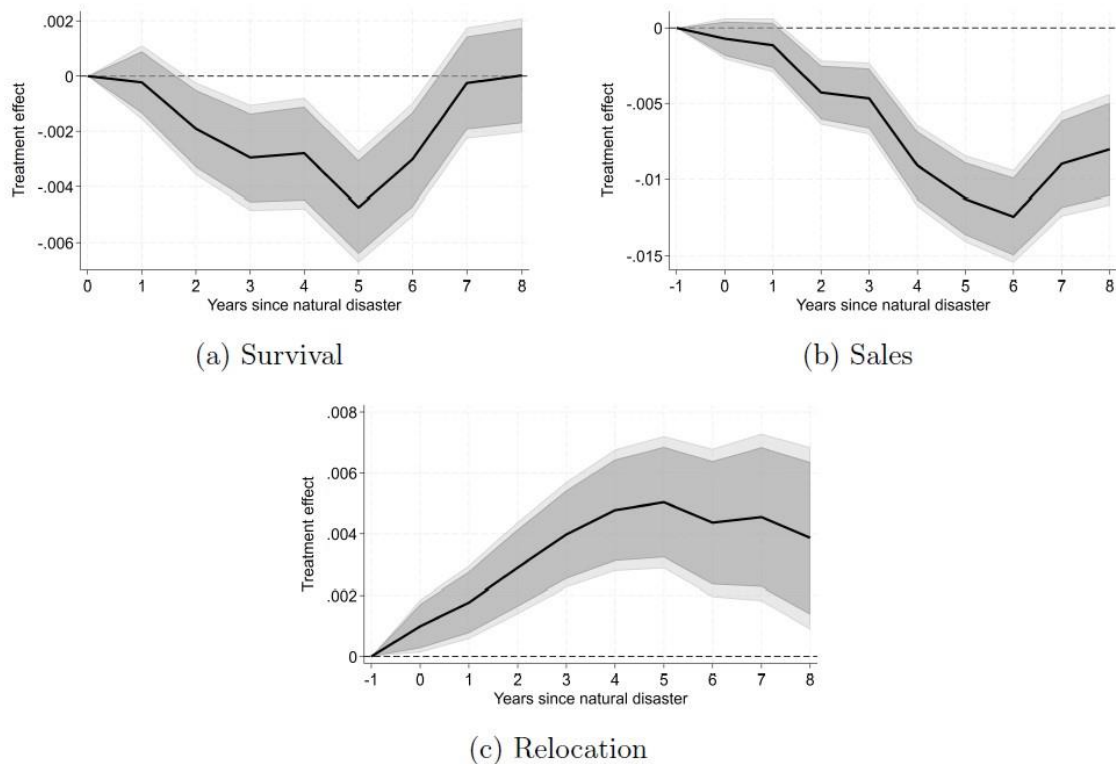 .002
0
-.002
-.004
-.006
Treatment effect
0 1 2 3 4 5 6 7 8
Years since natural disaster
(a) Survival
0
-.005
-.01
-.015
Treatment effect
-1 0 1 2 3 4 5 6 7 8
Years since natural disaster
(b) Sales
.008
.006
.004
.002
0
Treatment effect
-1 0 1 2 3 4 5 6 7 8
Years since natural disaster
(c) Relocation